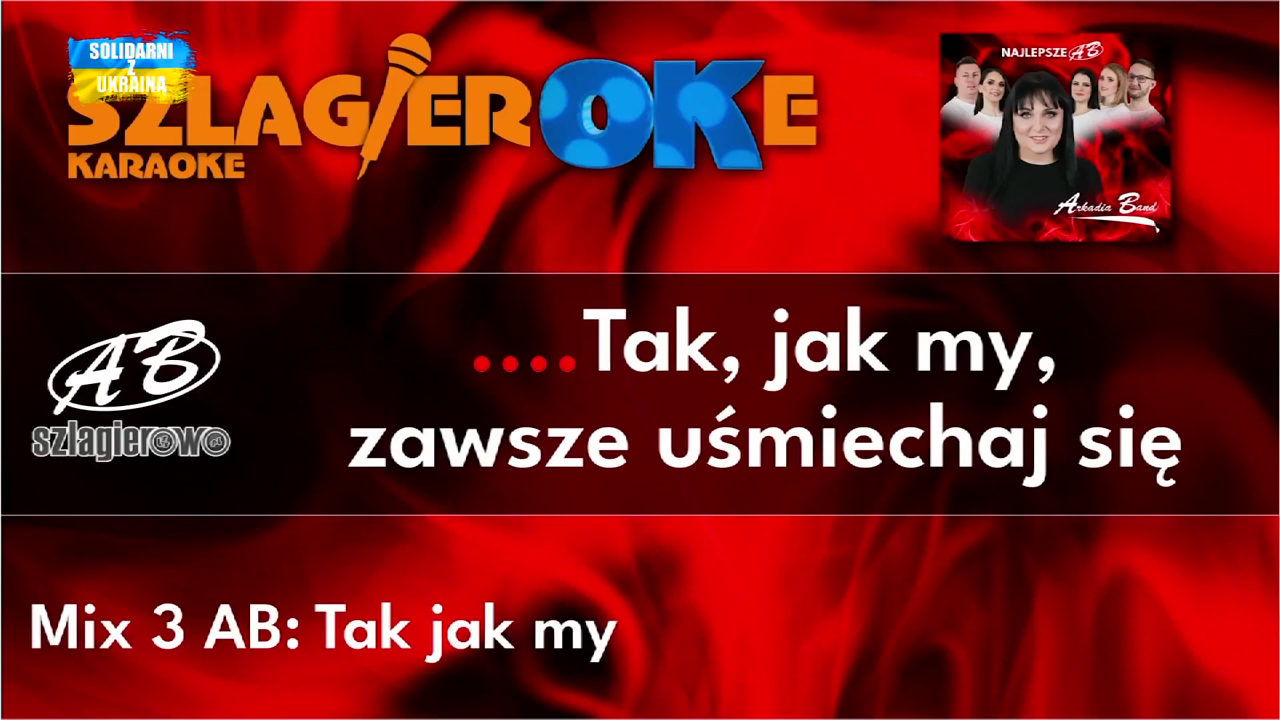 SOLIDARNI
Z
UKRAINĄ
SZLAGIEROKE
KARAOKE
NAJLEPSZE AB
Arkadia Band
....Tak, jak my,
zawsze uśmiechaj się
AB
szlagierowo
Mix 3 AB: Tak jak my